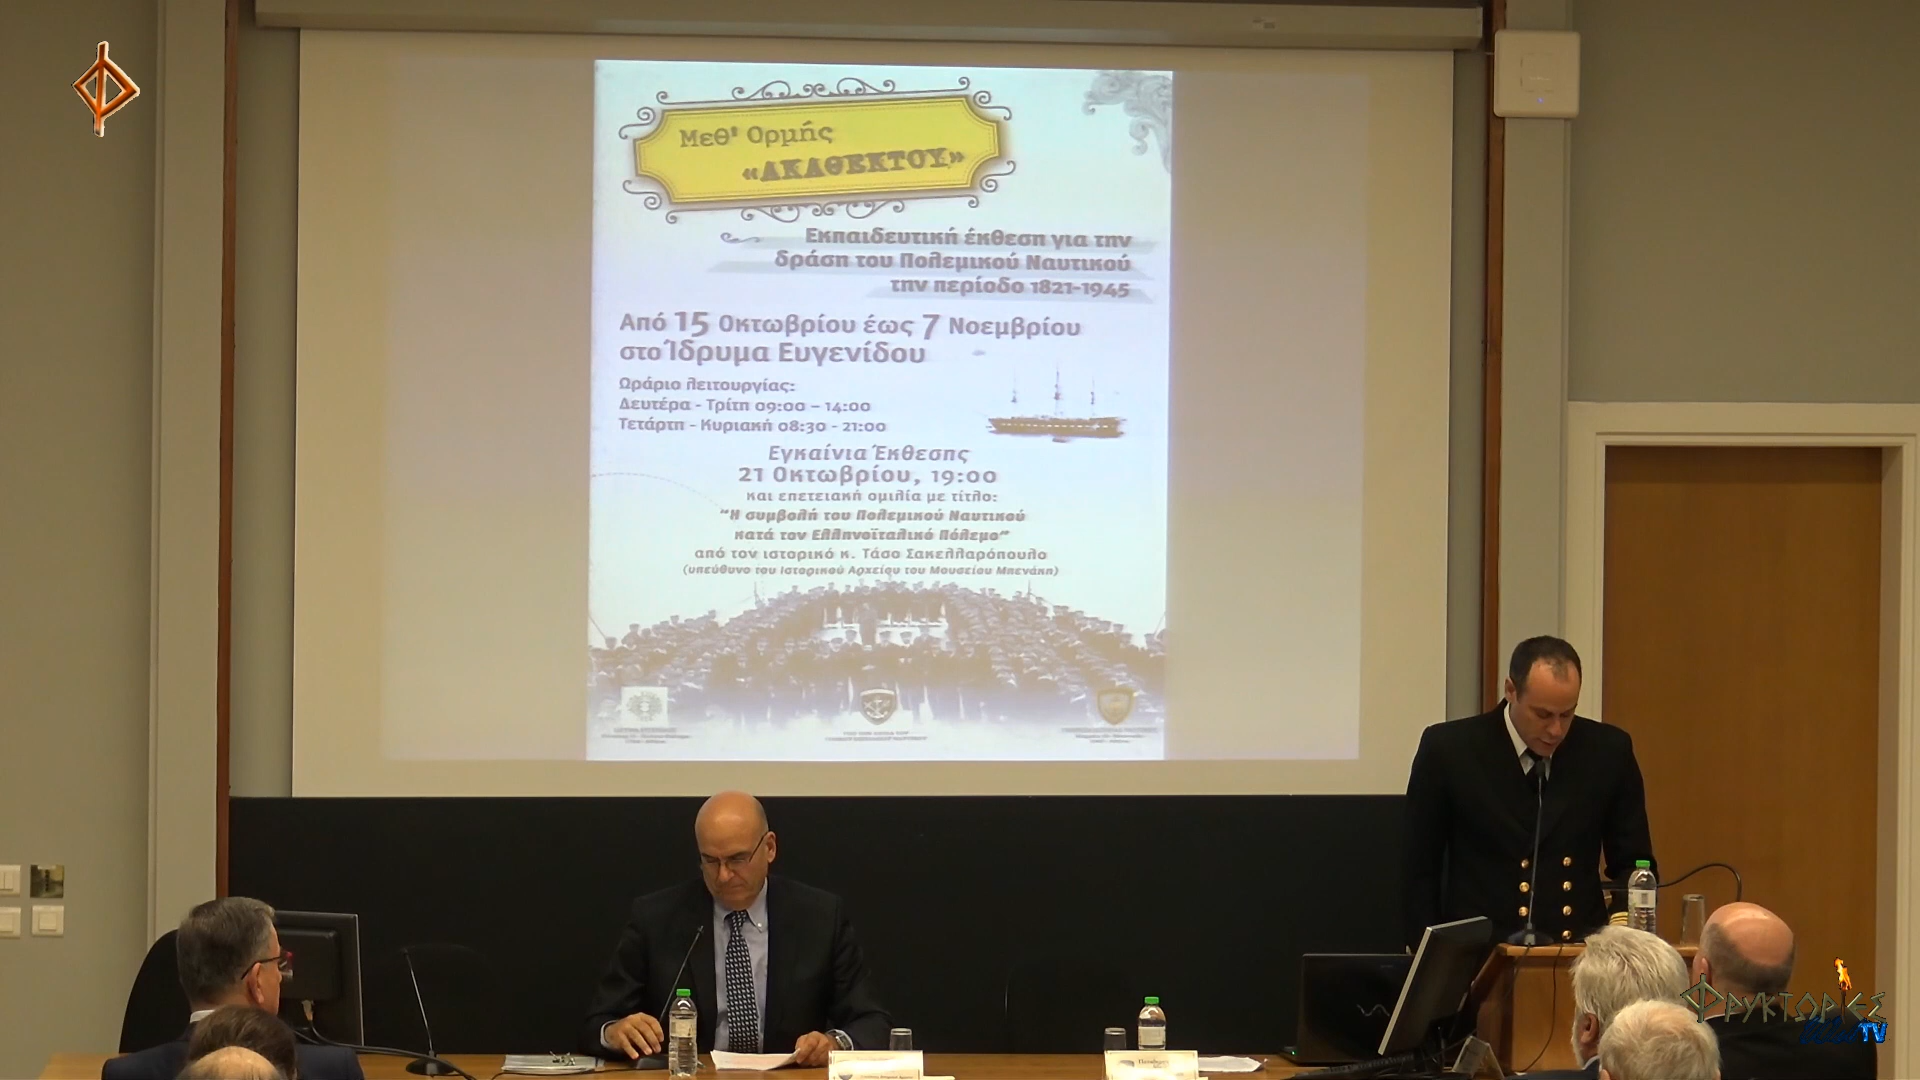 Μεθ' Ορμής
«ΑΚΑΘΕΚΤΟΥ»
Εκπαιδευτική έκθεση για την
δράση του Πολεμικού Ναυτικού
την περίοδο 1821-1945
Από 15 Οκτωβρίου έως 7 Νοεμβρίου
στο Ίδρυμα Ευγενίδου
Ωράριο λειτουργίας:
Δευτέρα - Τρίτη 09:00 – 14:00
Τετάρτη - Κυριακή 08:30 - 21:00
Εγκαίνια Έκθεσης
21 Οκτωβρίου, 19:00
και επετειακή ομιλία με τίτλο:
“Η συμβολή του Πολεμικού Ναυτικού
κατά τον Ελληνοϊταλικό Πόλεμο”
από τον ιστορικό κ. Τάσο Σακελλαρόπουλο
(υπεύθυνο του Ιστορικού Αρχείου του Μουσείου Μπενάκη)
ΦΡΥΚΤΟΡΙΕΣ
TV